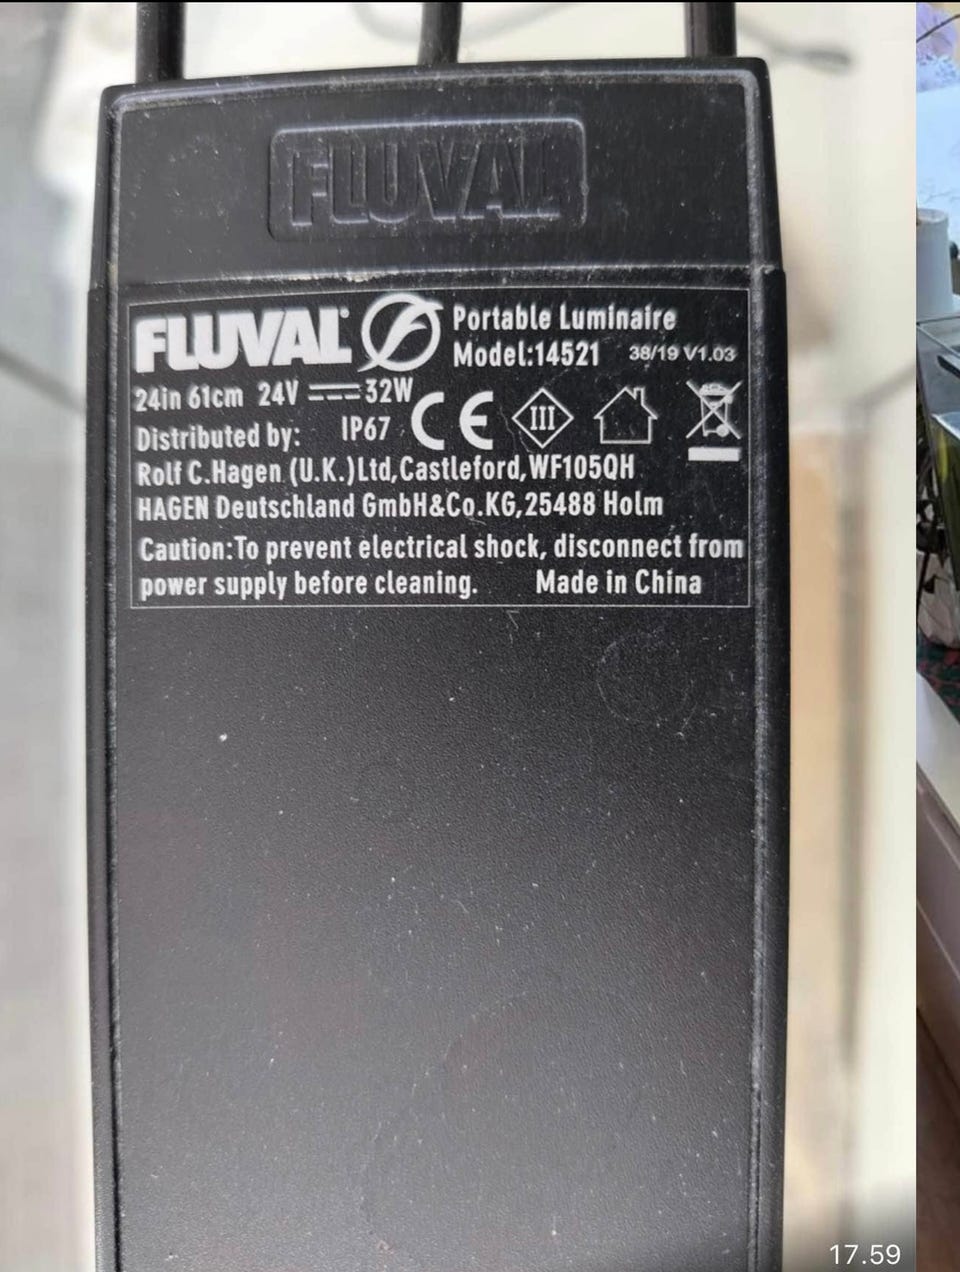 FLUVAL
FLUVAL® Portable Luminaire
Model:14521 38/19 V1.03
24in 61cm 24V 32W
Distributed by: IP67 CE III
Rolf C.Hagen (U.K.)Ltd,Castleford,WF105QH
HAGEN Deutschland GmbH&Co.KG,25488 Holm
Caution:To prevent electrical shock, disconnect from
power supply before cleaning. Made in China
17.59